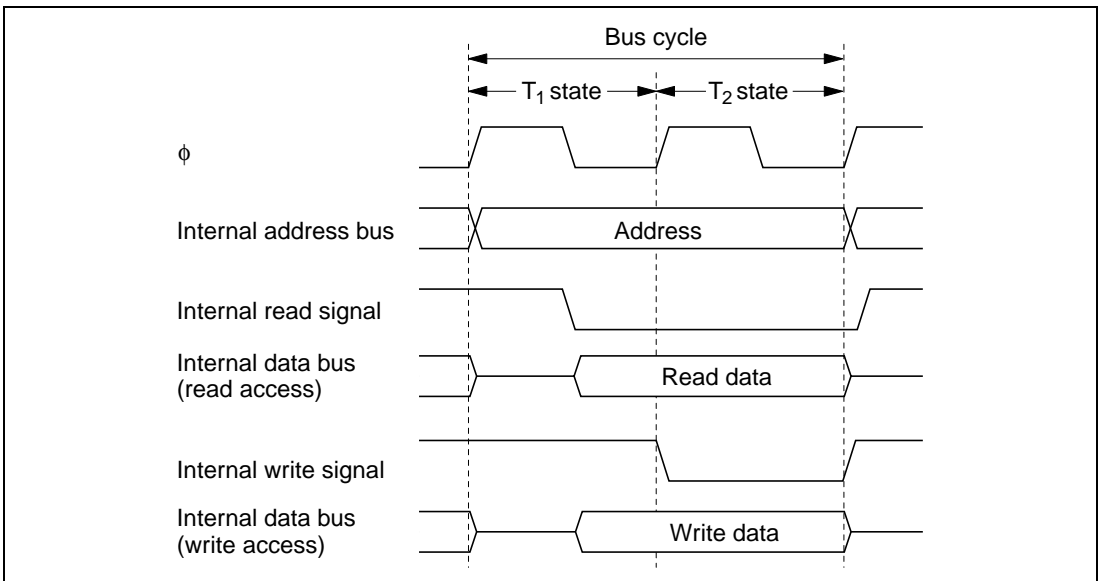 Bus cycle
T1 state
T2 state
ϕ
Internal address bus
Address
Internal read signal
Internal data bus
(read access)
Read data
Internal write signal
Internal data bus
(write access)
Write data